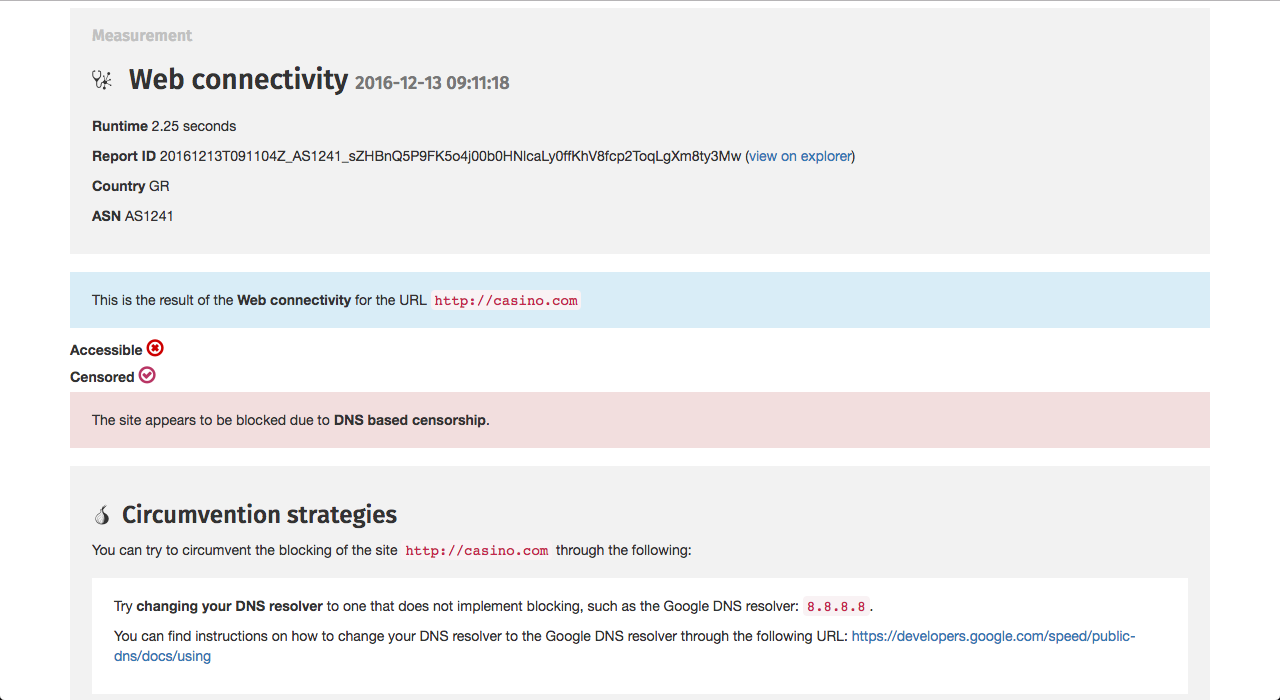 Measurement
Web connectivity 2016-12-13 09:11:18
Runtime 2.25 seconds
Report ID 20161213T091104Z_AS1241_sZHBnQ5P9FK5o4j00b0HNlcaLy0ffKhV8fcp2ToqLgXm8ty3Mw (view on explorer)
Country GR
ASN AS1241
This is the result of the Web connectivity for the URL http://casino.com
Accessible
Censored
The site appears to be blocked due to DNS based censorship.
Circumvention strategies
You can try to circumvent the blocking of the site http://casino.com through the following:
Try changing your DNS resolver to one that does not implement blocking, such as the Google DNS resolver: 8.8.8.8.
You can find instructions on how to change your DNS resolver to the Google DNS resolver through the following URL: https://developers.google.com/speed/public-
dns/docs/using